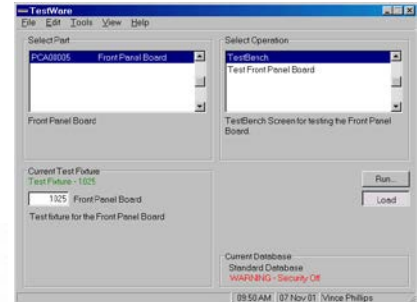 TestWare
File Edit Tools View Help
Select Part
PCA08005 Front Panel Board
Front Panel Board
Select Operation
TestBench
Test Front Panel Board
TestBench Screen for testing the Front Panel
Board.
Current Test Fixture
Test Fixture - 1025
1025 Front Panel Board
Test fixture for the Front Panel Board
Run...
Load
Current Database
Standard Database
WARNING - Security Off
09:50 AM 07 Nov 01 Vince Phillips